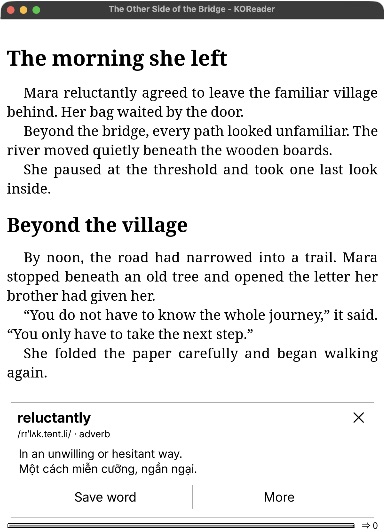 The Other Side of the Bridge - KOReader
The morning she left
Mara reluctantly agreed to leave the familiar village
behind. Her bag waited by the door.
Beyond the bridge, every path looked unfamiliar. The
river moved quietly beneath the wooden boards.
She paused at the threshold and took one last look
inside.
Beyond the village
By noon, the road had narrowed into a trail. Mara
stopped beneath an old tree and opened the letter her
brother had given her.
“You do not have to know the whole journey,” it said.
“You only have to take the next step.”
She folded the paper carefully and began walking
again.
reluctantly
/rɪˈlʌk.tənt.li/ · adverb
In an unwilling or hesitant way.
Một cách miễn cưỡng, ngần ngại.
Save word More
⇒ 0